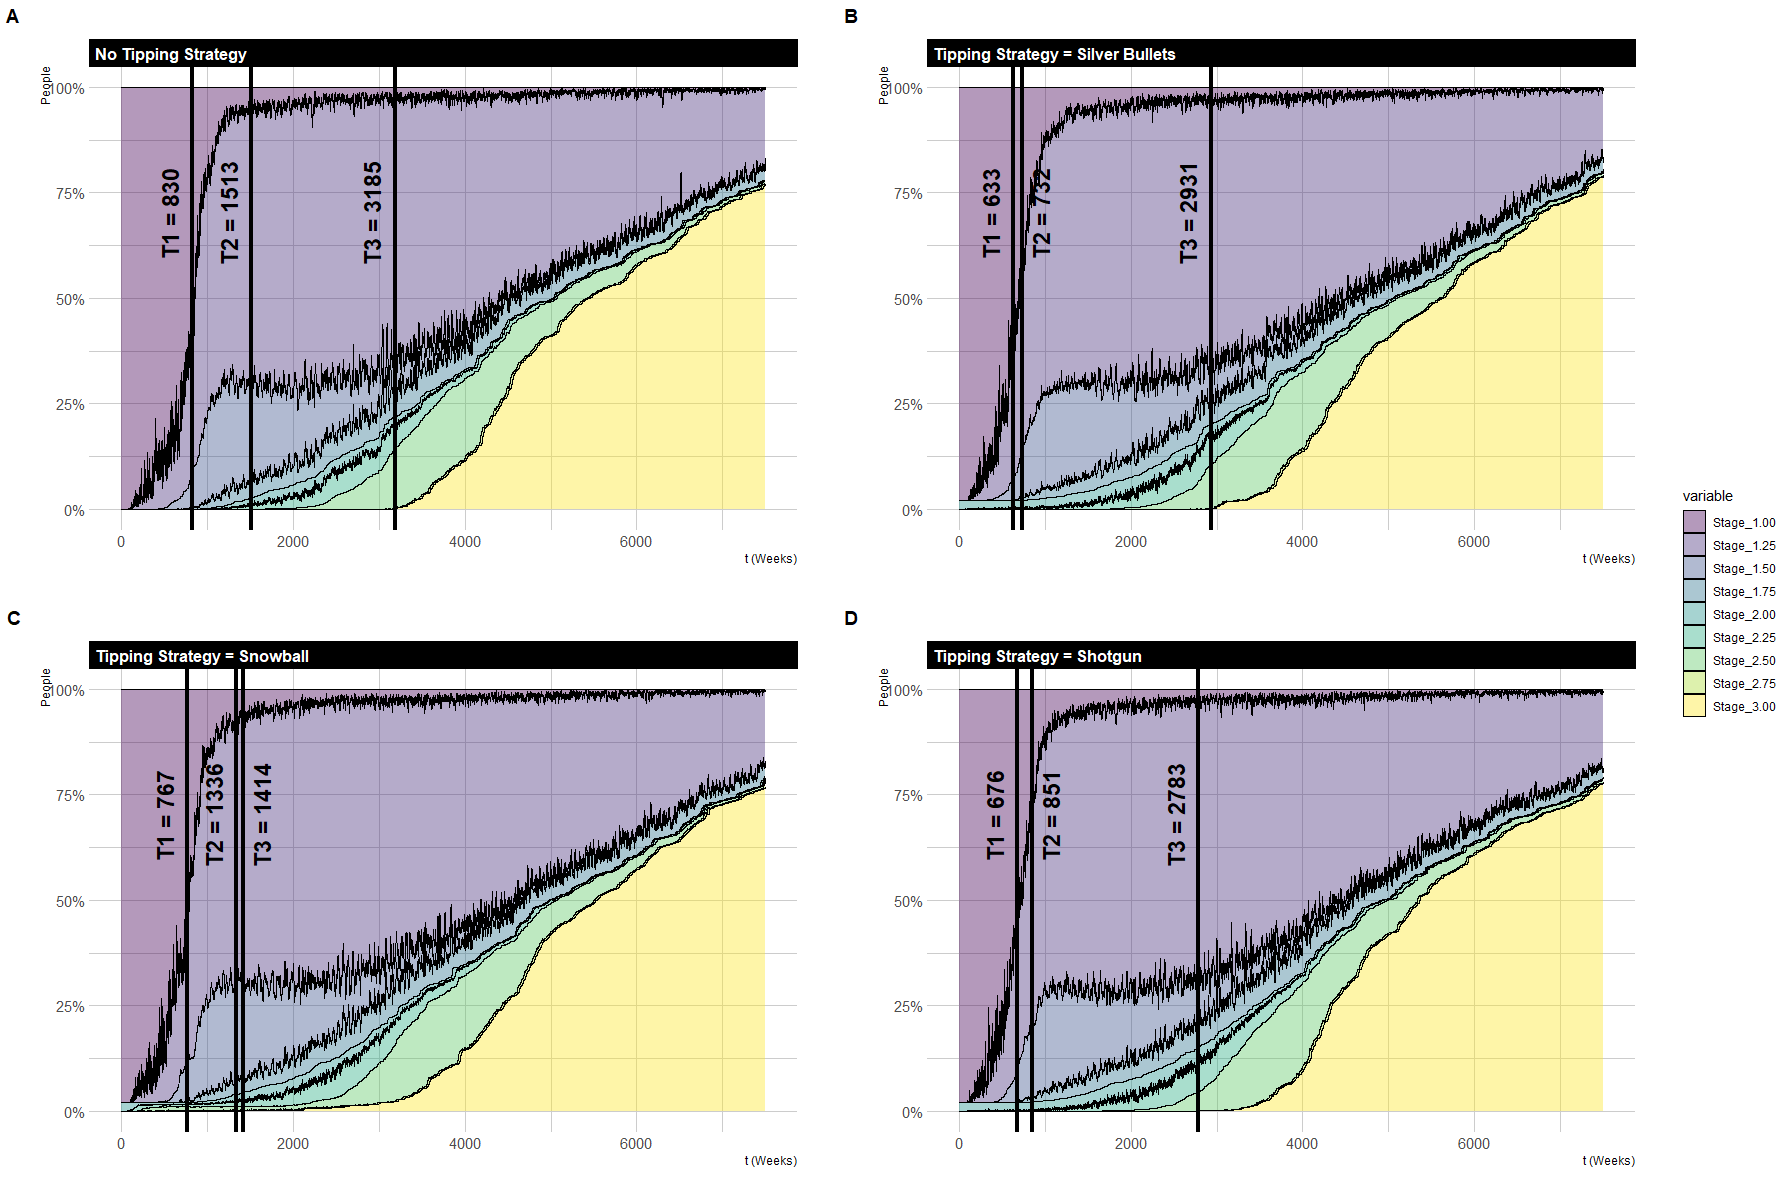 A
No Tipping Strategy
People
100%
75%
50%
25%
0%
T1 = 830
T2 = 1513
T3 = 3185
0
2000
4000
6000
t (Weeks)
B
Tipping Strategy = Silver Bullets
People
100%
75%
50%
25%
0%
T1 = 633
T2 = 732
T3 = 2931
0
2000
4000
6000
t (Weeks)
C
Tipping Strategy = Snowball
People
100%
75%
50%
25%
0%
T1 = 767
T2 = 1336
T3 = 1414
0
2000
4000
6000
t (Weeks)
D
Tipping Strategy = Shotgun
People
100%
75%
50%
25%
0%
T1 = 676
T2 = 851
T3 = 2783
0
2000
4000
6000
t (Weeks)
variable
Stage_1.00
Stage_1.25
Stage_1.50
Stage_1.75
Stage_2.00
Stage_2.25
Stage_2.50
Stage_2.75
Stage_3.00